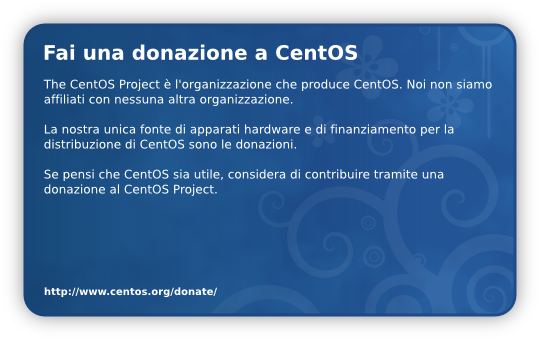 Fai una donazione a CentOS
The CentOS Project è l'organizzazione che produce CentOS. Noi non siamo
affiliati con nessuna altra organizzazione.
La nostra unica fonte di apparati hardware e di finanziamento per la
distribuzione di CentOS sono le donazioni.
Se pensi che CentOS sia utile, considera di contribuire tramite una
donazione al CentOS Project.
http://www.centos.org/donate/